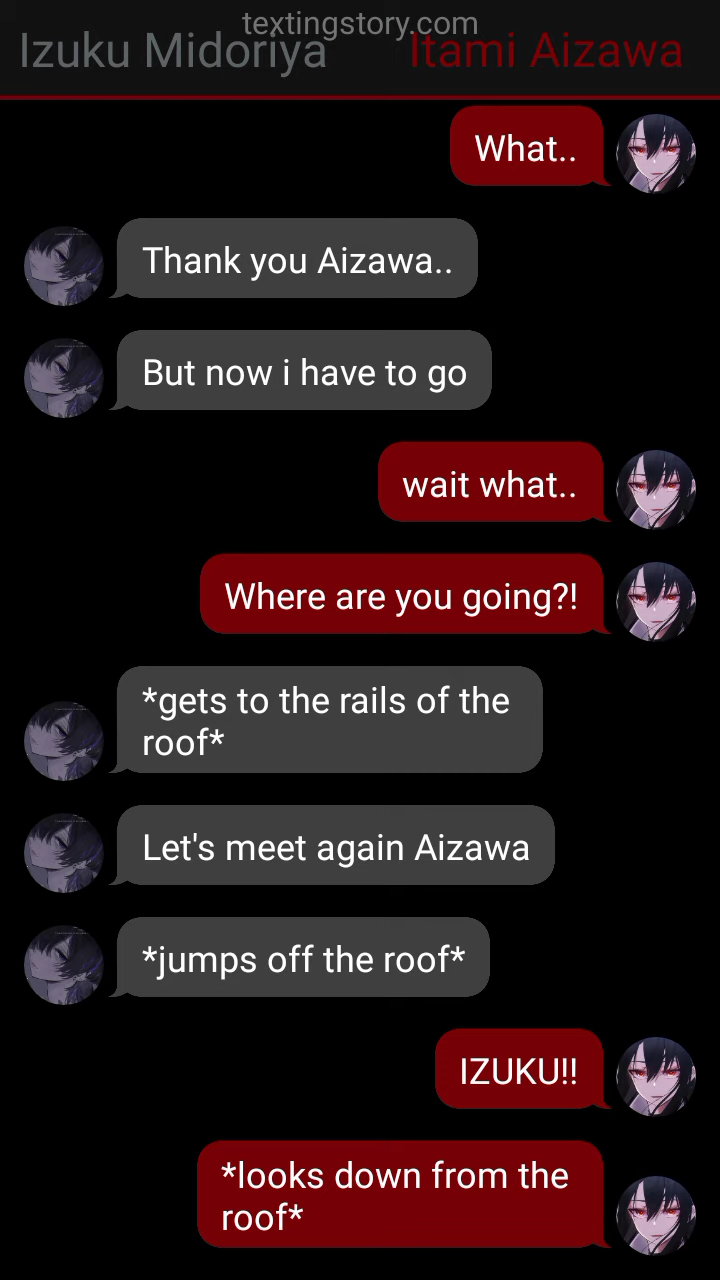 textingstory.com
Izuku Midoriya
Itami Aizawa
What..
Thank you Aizawa..
But now i have to go
wait what..
Where are you going?!
*gets to the rails of the
roof*
Let's meet again Aizawa
*jumps off the roof*
IZUKU!!
*looks down from the
roof*